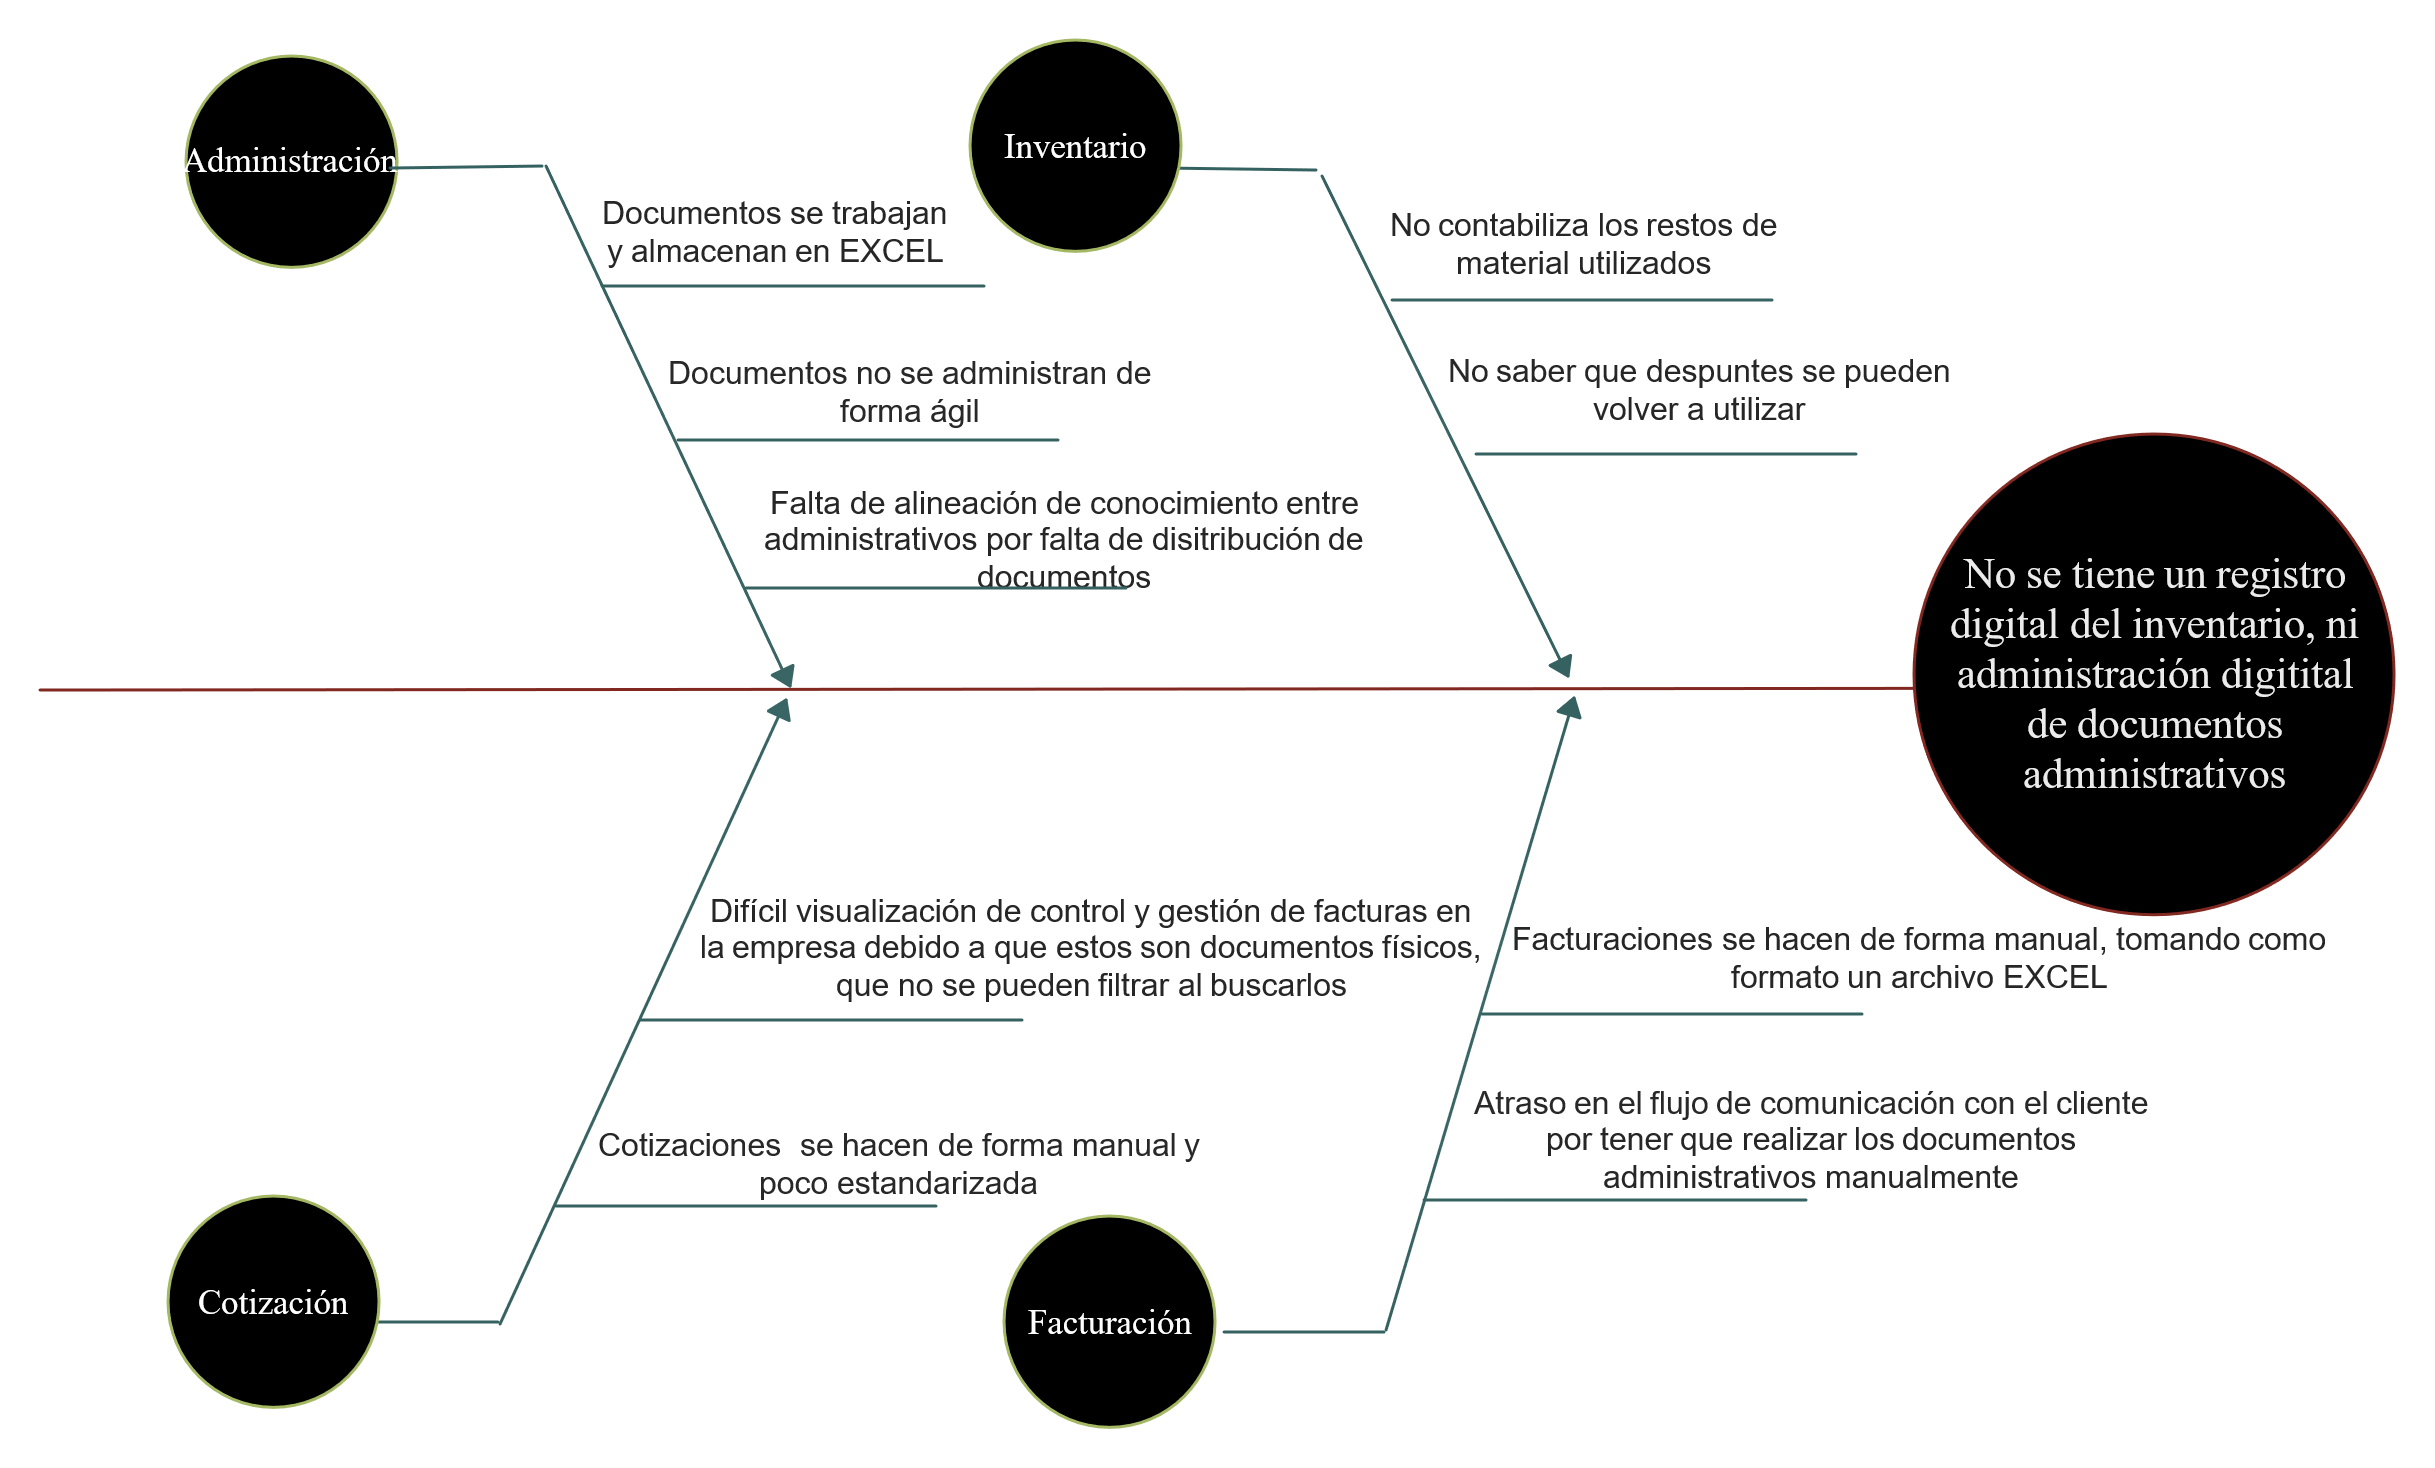 Administración
Inventario
Documentos se trabajan
y almacenan en EXCEL
No contabiliza los restos de
material utilizados
Documentos no se administran de
forma ágil
No saber que despuntes se pueden
volver a utilizar
Falta de alineación de conocimiento entre
administrativos por falta de disitribución de
documentos
No se tiene un registro
digital del inventario, ni
administración digitital
de documentos
administrativos
Difícil visualización de control y gestión de facturas en
la empresa debido a que estos son documentos físicos,
que no se pueden filtrar al buscarlos
Facturaciones se hacen de forma manual, tomando como
formato un archivo EXCEL
Cotizaciones  se hacen de forma manual y
poco estandarizada
Atraso en el flujo de comunicación con el cliente
por tener que realizar los documentos
administrativos manualmente
Cotización
Facturación